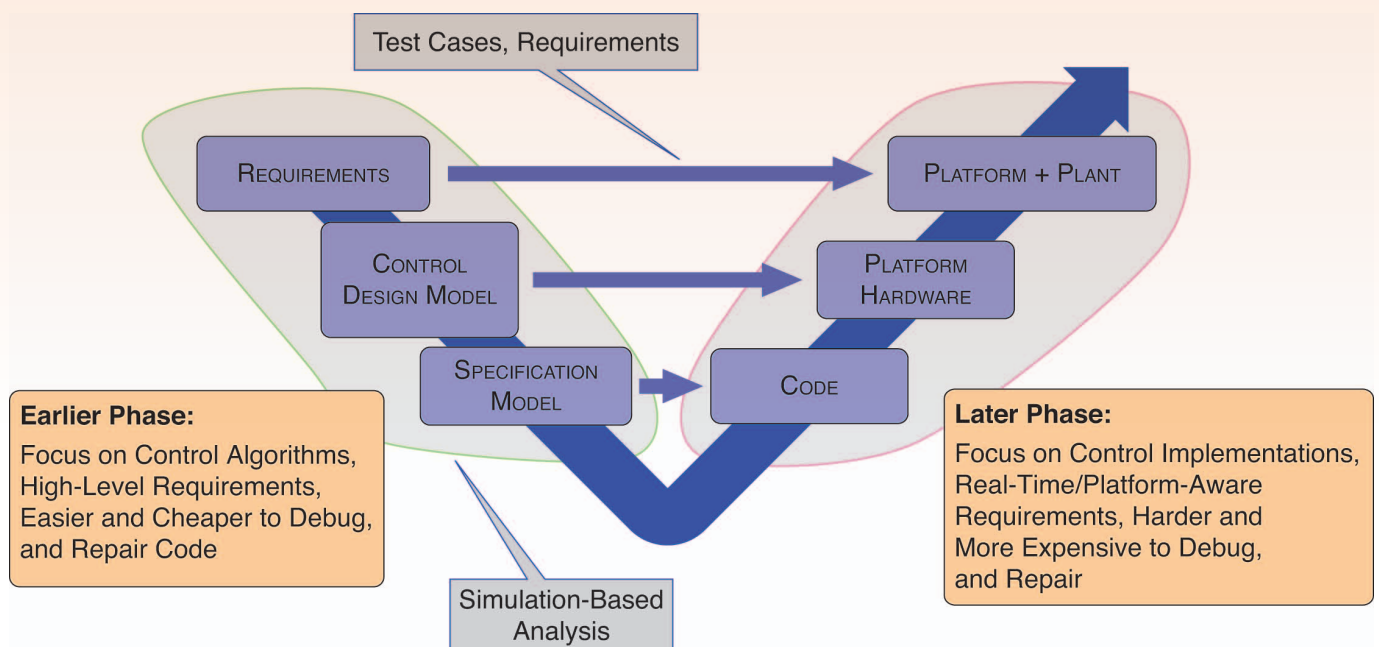 Test Cases, Requirements
REQUIREMENTS
PLATFORM + PLANT
CONTROL
DESIGN MODEL
PLATFORM
HARDWARE
SPECIFICATION
MODEL
CODE
Earlier Phase:
Focus on Control Algorithms,
High-Level Requirements,
Easier and Cheaper to Debug,
and Repair Code
Later Phase:
Focus on Control Implementations,
Real-Time/Platform-Aware
Requirements, Harder and
More Expensive to Debug,
and Repair
Simulation-Based
Analysis